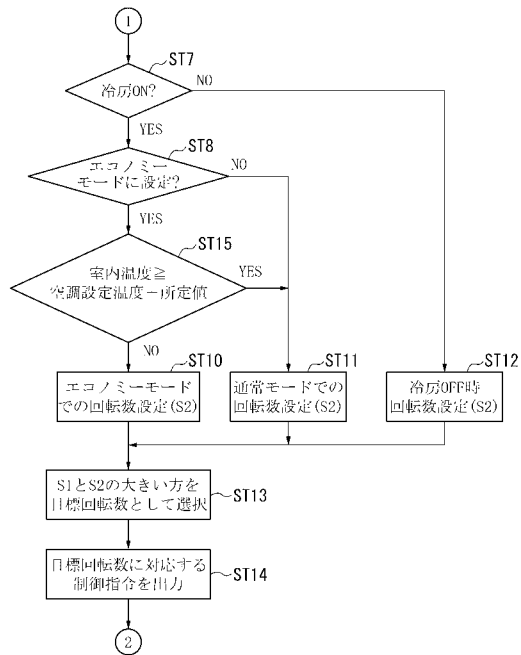 1
ST7
冷房ON?
NO
YES
ST8
エコノミー
モードに設定?
NO
YES
ST15
室内温度≧
空調設定温度+所定値
YES
NO
ST10
エコノミーモード
での回転数設定(S2)
ST11
通常モードでの
回転数設定(S2)
ST12
冷房OFF時
回転数設定(S2)
S1とS2の大きい方を
目標回転数として選択
ST13
目標回転数に対応する
制御指令を出力
ST14
2